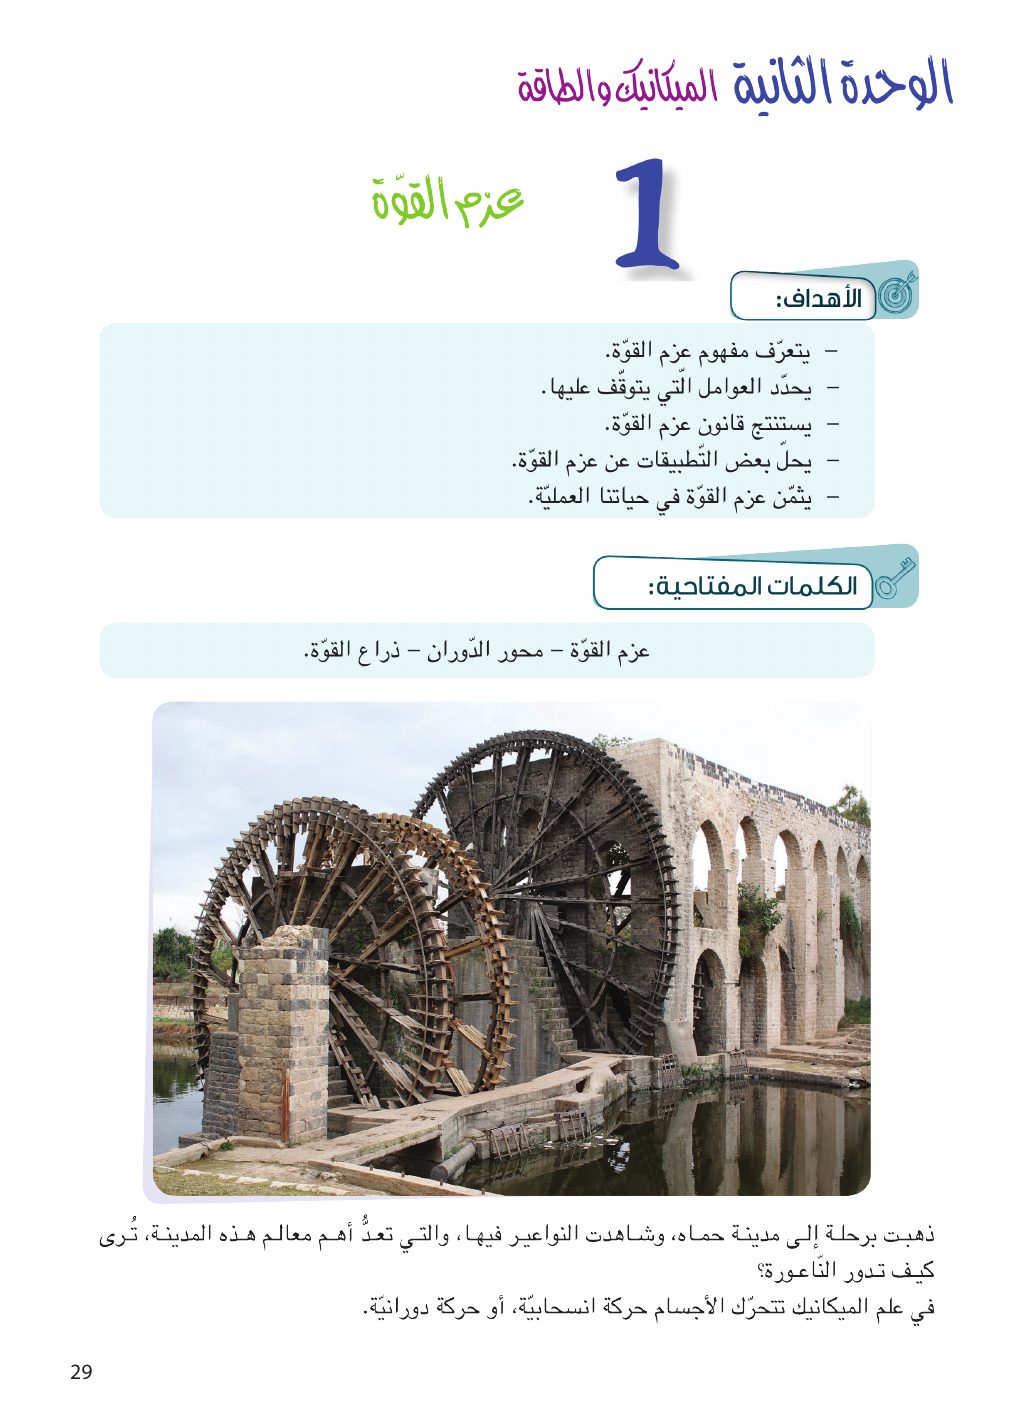 الوحدة الثانية الميكانيك والطاقة
1
عزم القوّة
الأهداف:
– يتعرّف مفهوم عزم القوّة.
– يحدّد العوامل الّتي يتوقّف عليها.
– يستنتج قانون عزم القوّة.
– يحلّ بعض التّطبيقات عن عزم القوّة.
– يثمّن عزم القوّة في حياتنا العمليّة.
الكلمات المفتاحية:
عزم القوّة – محور الدّوران – ذراع القوّة.
ذهبت برحلة إلى مدينة حماه، وشاهدت النواعير فيها، والتي تعدُّ أهم معالم هذه المدينة، تُرى
كيف تدور النّاعورة؟
في علم الميكانيك تتحرّك الأجسام حركة انسحابيّة، أو حركة دورانيّة.
29